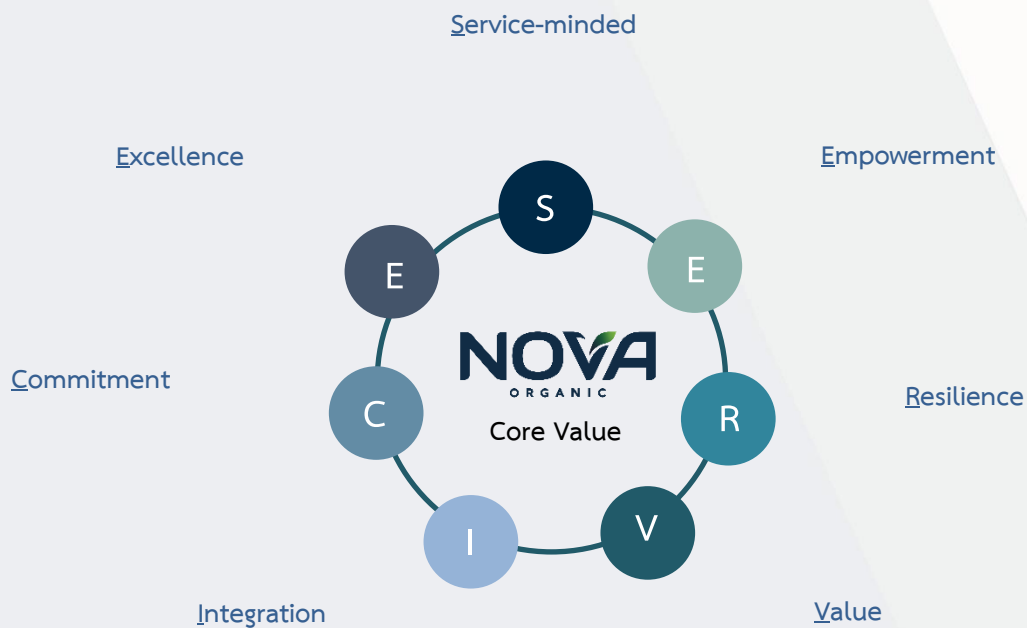 Service-minded
Excellence
Empowerment
S
E
E
NOVA
ORGANIC
Core Value
Commitment
Resilience
C
R
I
V
Integration
Value